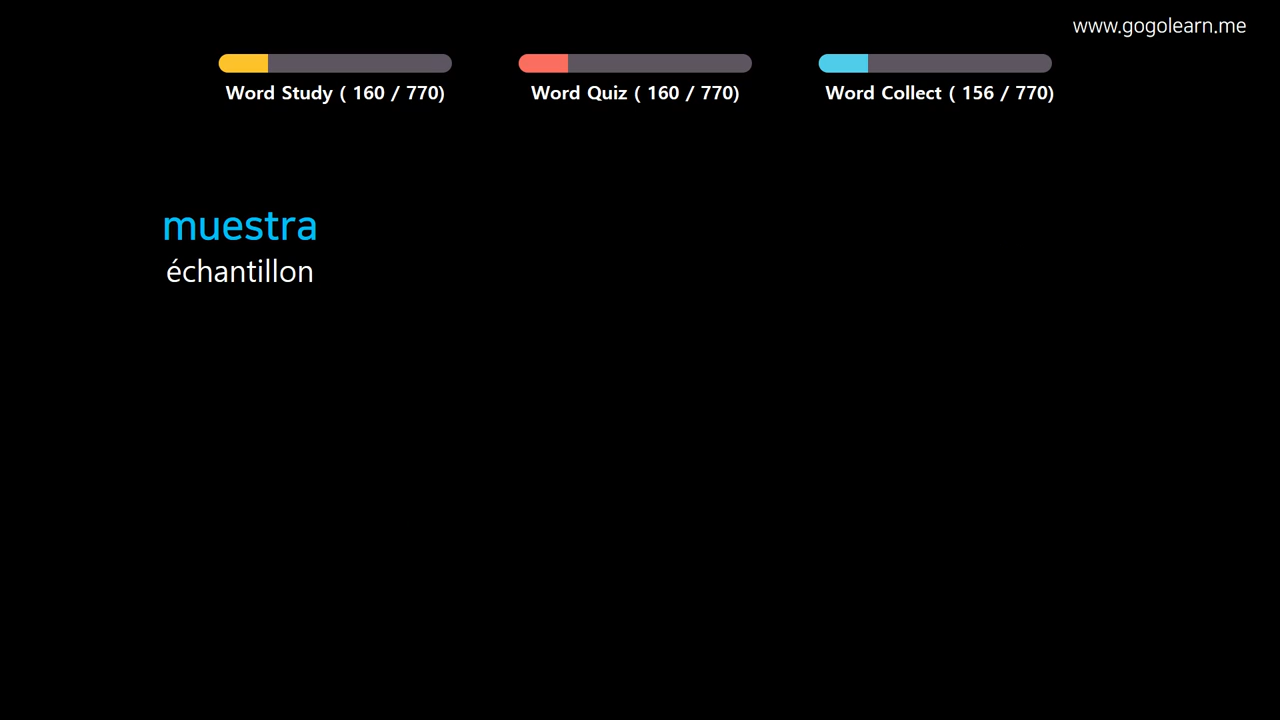 www.gogolearn.me
Word Study ( 160 / 770)
Word Quiz ( 160 / 770)
Word Collect ( 156 / 770)
muestra
échantillon